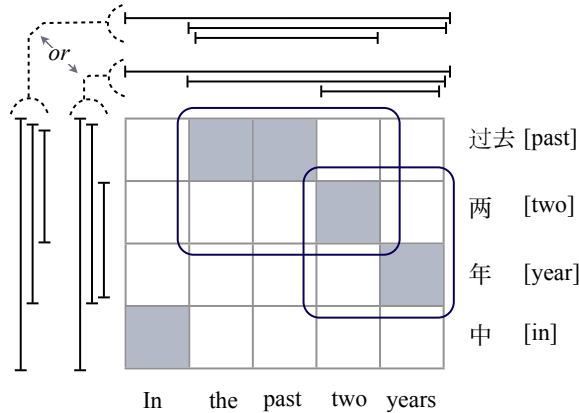 or
过去 [past]
两 [two]
年 [year]
中 [in]
In the past two years